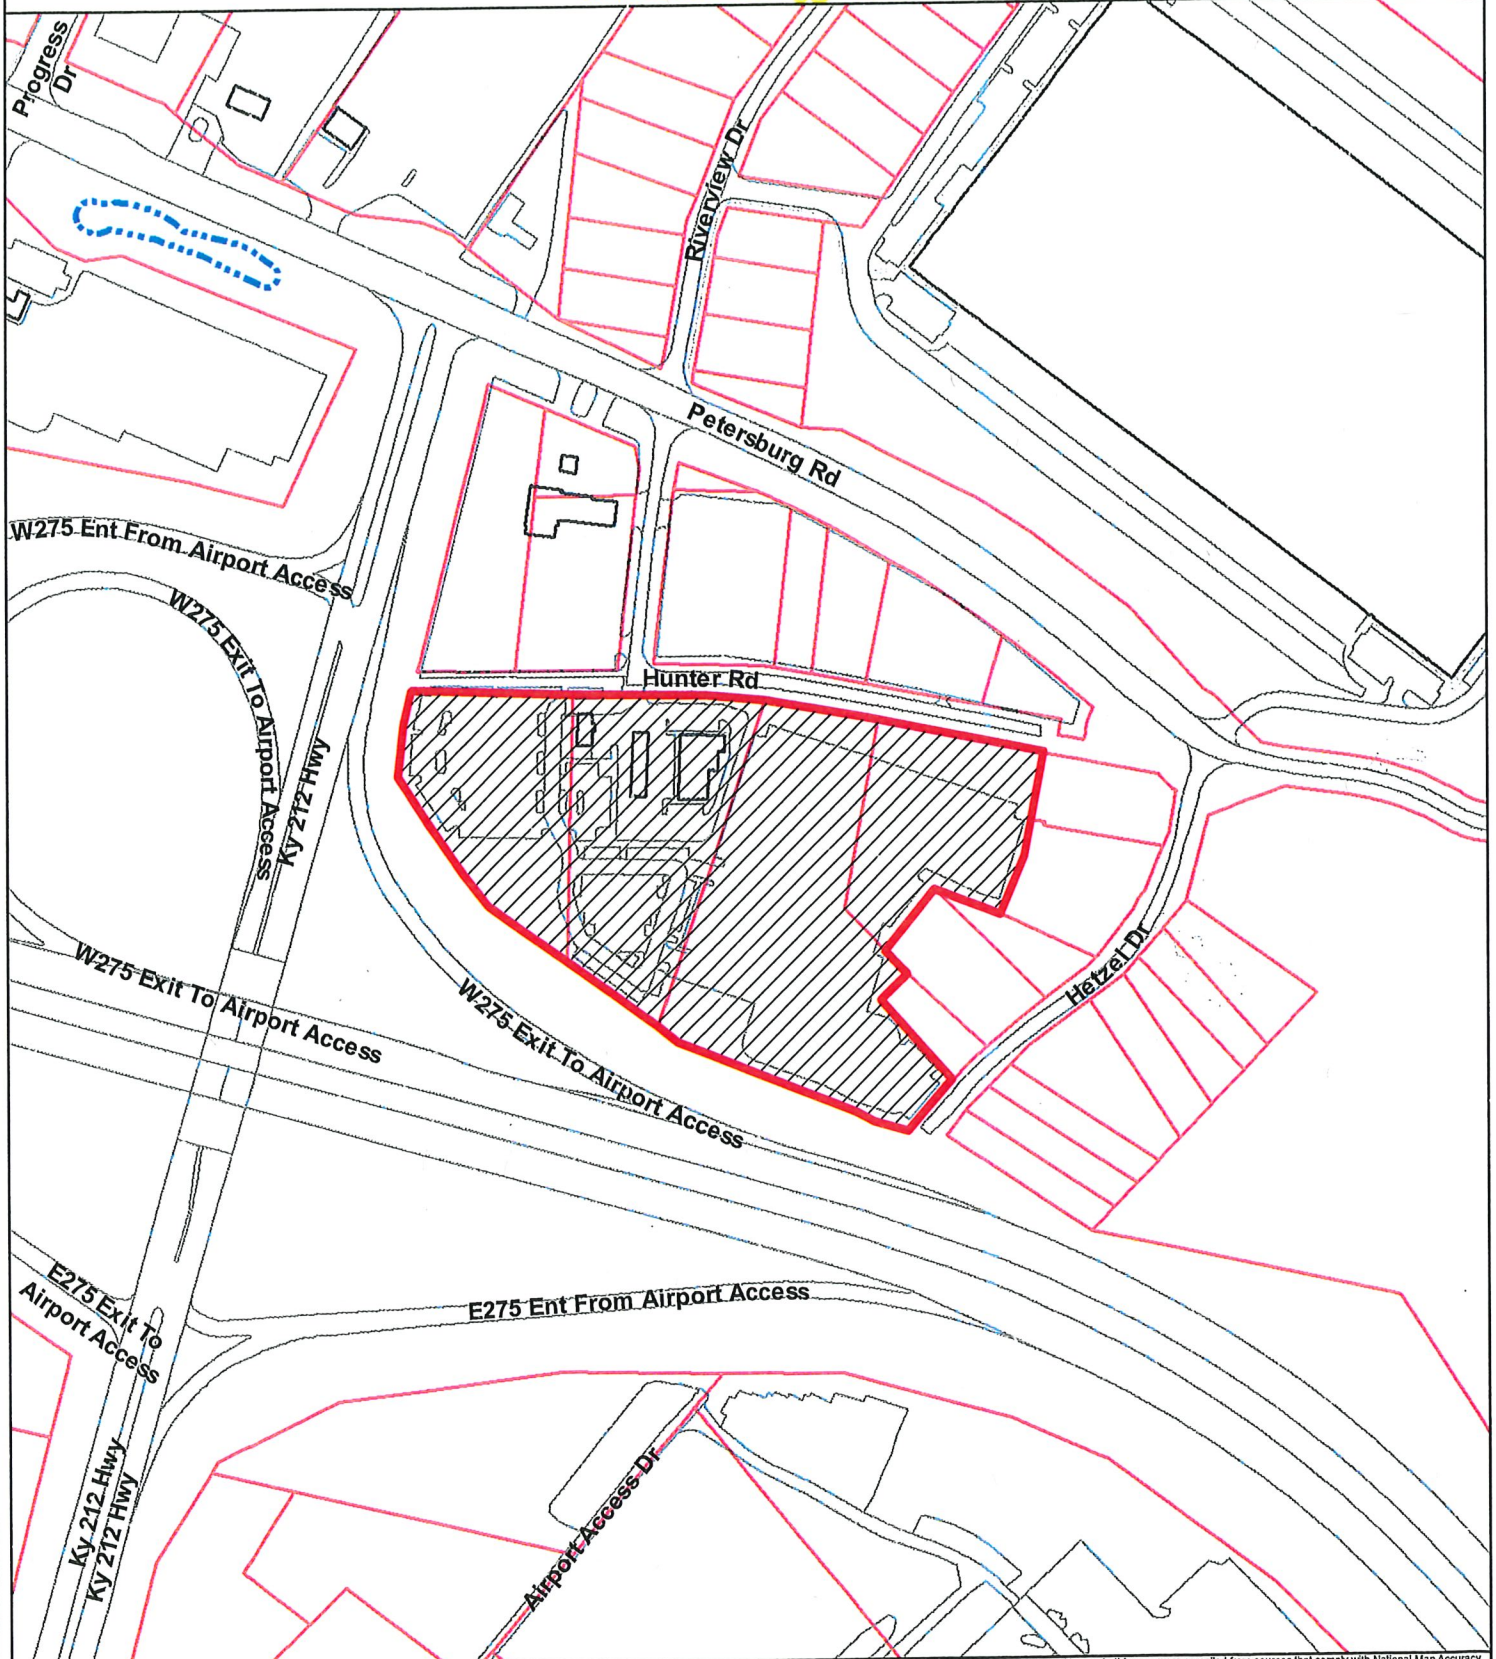 Progress
Dr
Riverview Dr
Petersburg Rd
W275 Ent From Airport Access
W275 Exit To Airport Access
Ky 212 Hwy
Hunter Rd
Hetzel Dr
W275 Exit To Airport Access
W275 Exit To Airport Access
E275 Exit To
Airport Access
E275 Ent From Airport Access
Ky 212 Hwy
Ky 212 Hwy
Airport Access Dr